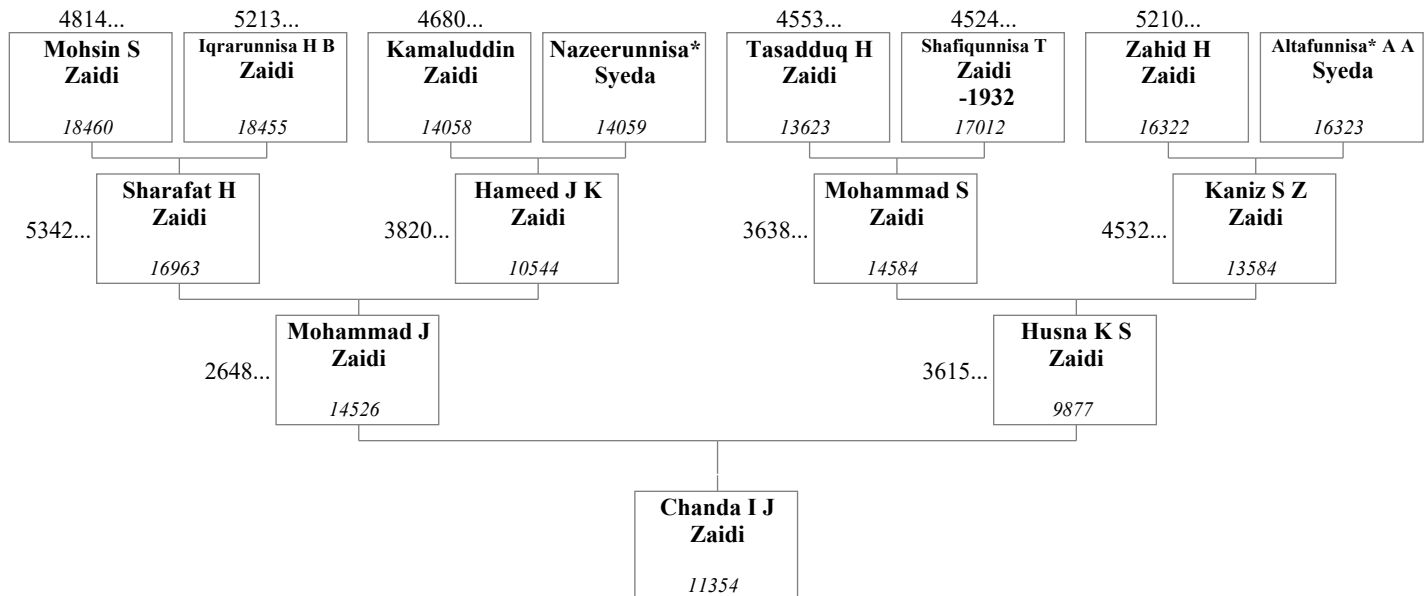 4814... 5213... 4680... 4553... 4524... 5210...
Mohsin S
Zaidi
18460
Iqrarunnisa H B
Zaidi
18455
Kamaluddin
Zaidi
14058
Nazeerunnisa*
Syeda
14059
Tasadduq H
Zaidi
13623
Shafiqunnisa T
Zaidi
-1932
17012
Zahid H
Zaidi
16322
Altafunnisa* A A
Syeda
16323
5342...
Sharafat H
Zaidi
16963
3820...
Hameed J K
Zaidi
10544
3638...
Mohammad S
Zaidi
14584
4532...
Kaniz S Z
Zaidi
13584
2648...
Mohammad J
Zaidi
14526
3615...
Husna K S
Zaidi
9877
Chanda I J
Zaidi
11354